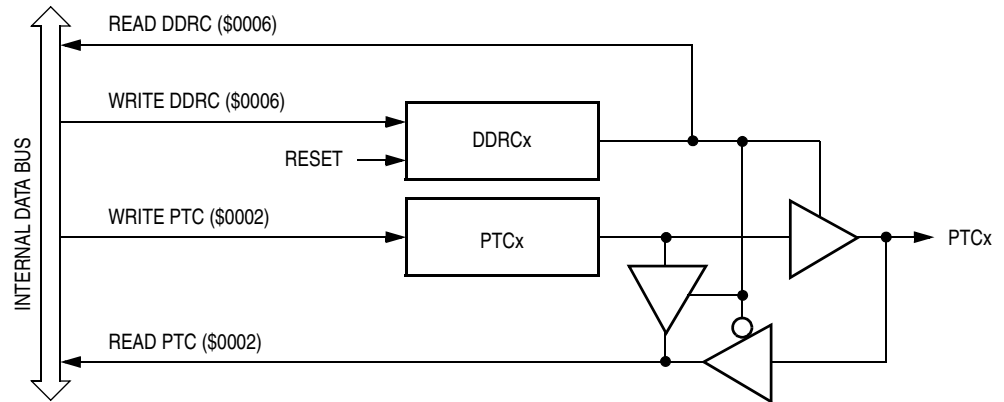 READ DDRC ($0006)
WRITE DDRC ($0006)
DDRCx
RESET
INTERNAL DATA BUS
WRITE PTC ($0002)
PTCx
PTCx
READ PTC ($0002)